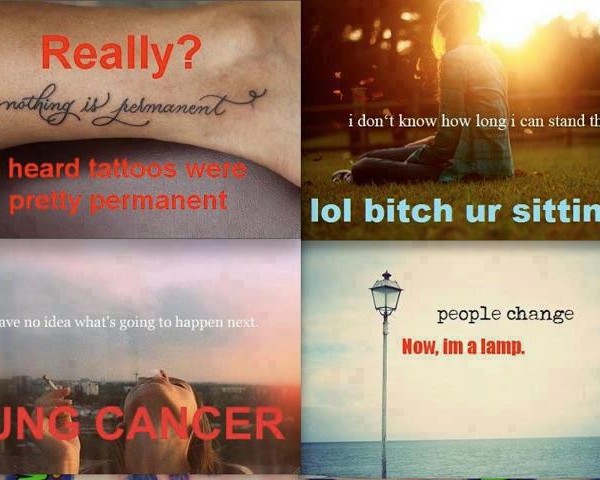 Really?
nothing is permanent
heard tattoos were
pretty permanent
i don't know how long i can stand th
lol bitch ur sittin
ave no idea what's going to happen next.
UNG CANCER
people change
Now, im a lamp.